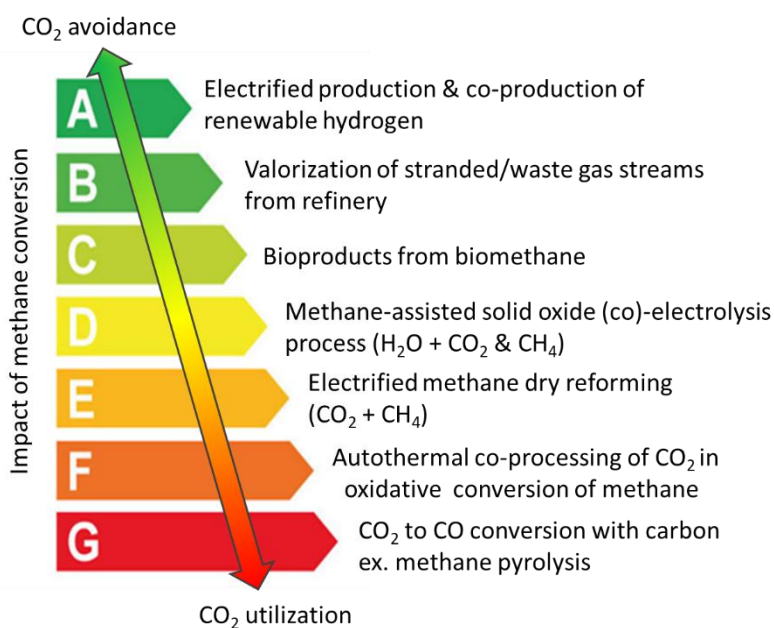 CO₂ avoidance
Impact of methane conversion
A
Electrified production & co-production of
renewable hydrogen
B
Valorization of stranded/waste gas streams
from refinery
C
Bioproducts from biomethane
D
Methane-assisted solid oxide (co)-electrolysis
process (H₂O + CO₂ & CH₄)
E
Electrified methane dry reforming
(CO₂ + CH₄)
F
Autothermal co-processing of CO₂ in
oxidative conversion of methane
G
CO₂ to CO conversion with carbon
ex. methane pyrolysis
CO₂ utilization